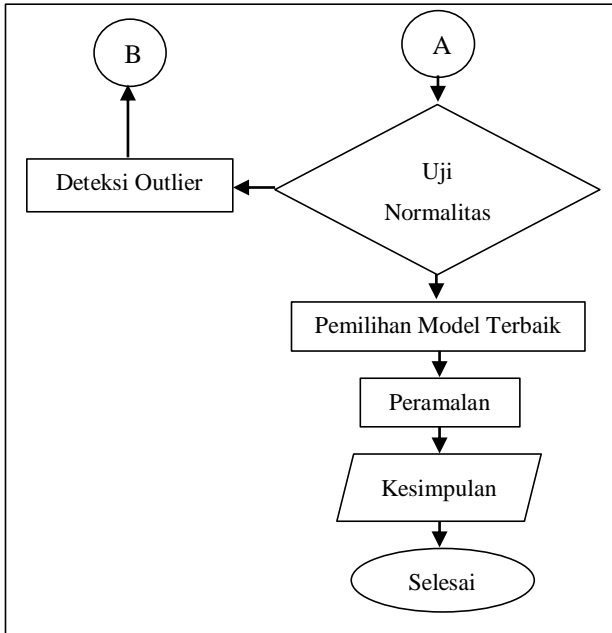 B
A
Uji
Normalitas
Deteksi Outlier
Pemilihan Model Terbaik
Peramalan
Kesimpulan
Selesai